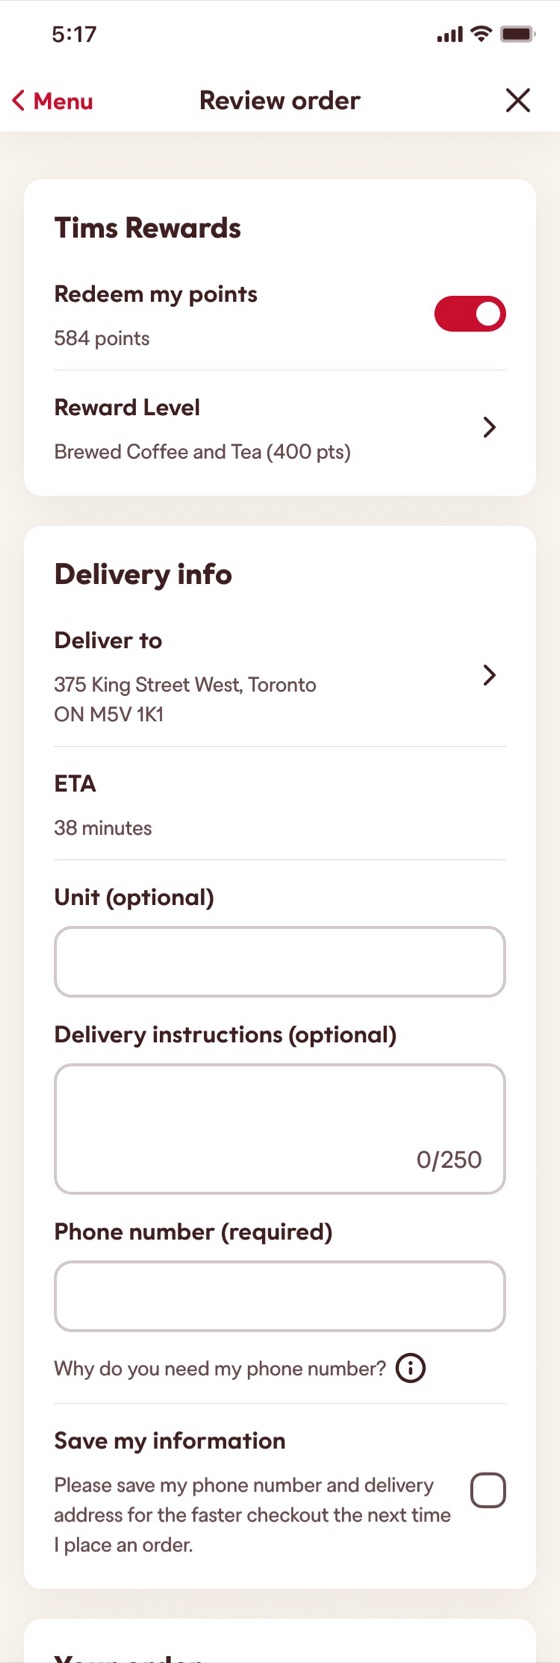 5:17
Menu
Review order
Tims Rewards
Redeem my points
584 points
Reward Level
Brewed Coffee and Tea (400 pts)
Delivery info
Deliver to
375 King Street West, Toronto
ON M5V 1K1
ETA
38 minutes
Unit (optional)
Delivery instructions (optional)
0/250
Phone number (required)
Why do you need my phone number?
Save my information
Please save my phone number and delivery
address for the faster checkout the next time
I place an order.
Your order